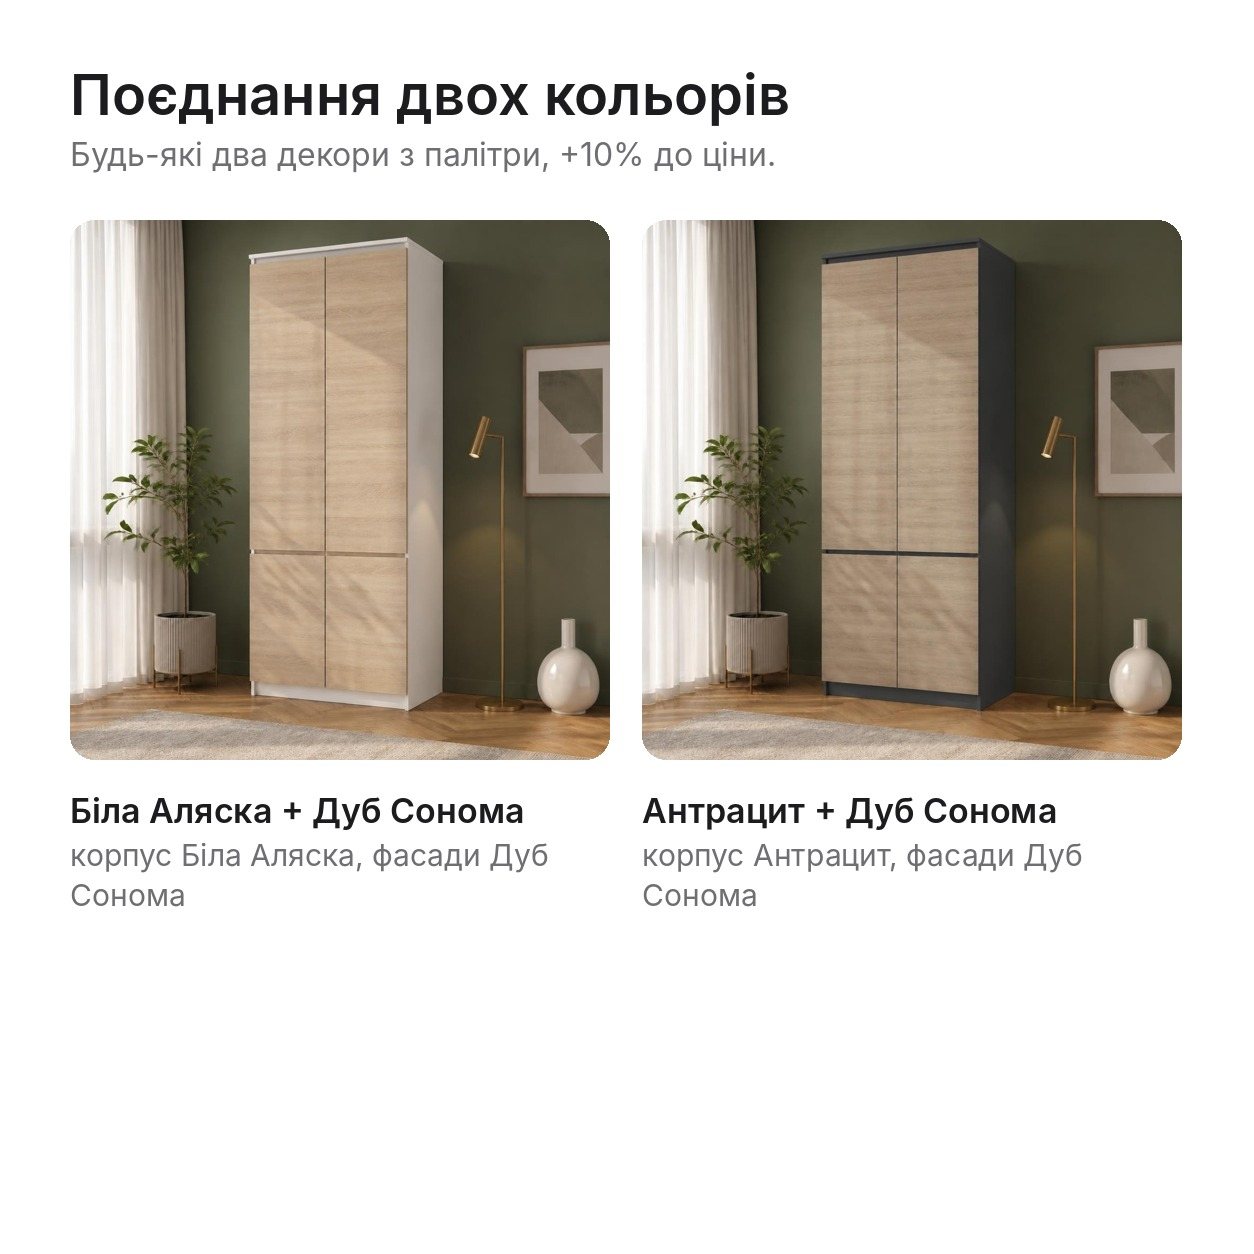 Поєднання двох кольорів
Будь-які два декори з палітри, +10% до ціни.
Біла Аляска + Дуб Сонома
корпус Біла Аляска, фасади Дуб
Сонома
Антрацит + Дуб Сонома
корпус Антрацит, фасади Дуб
Сонома